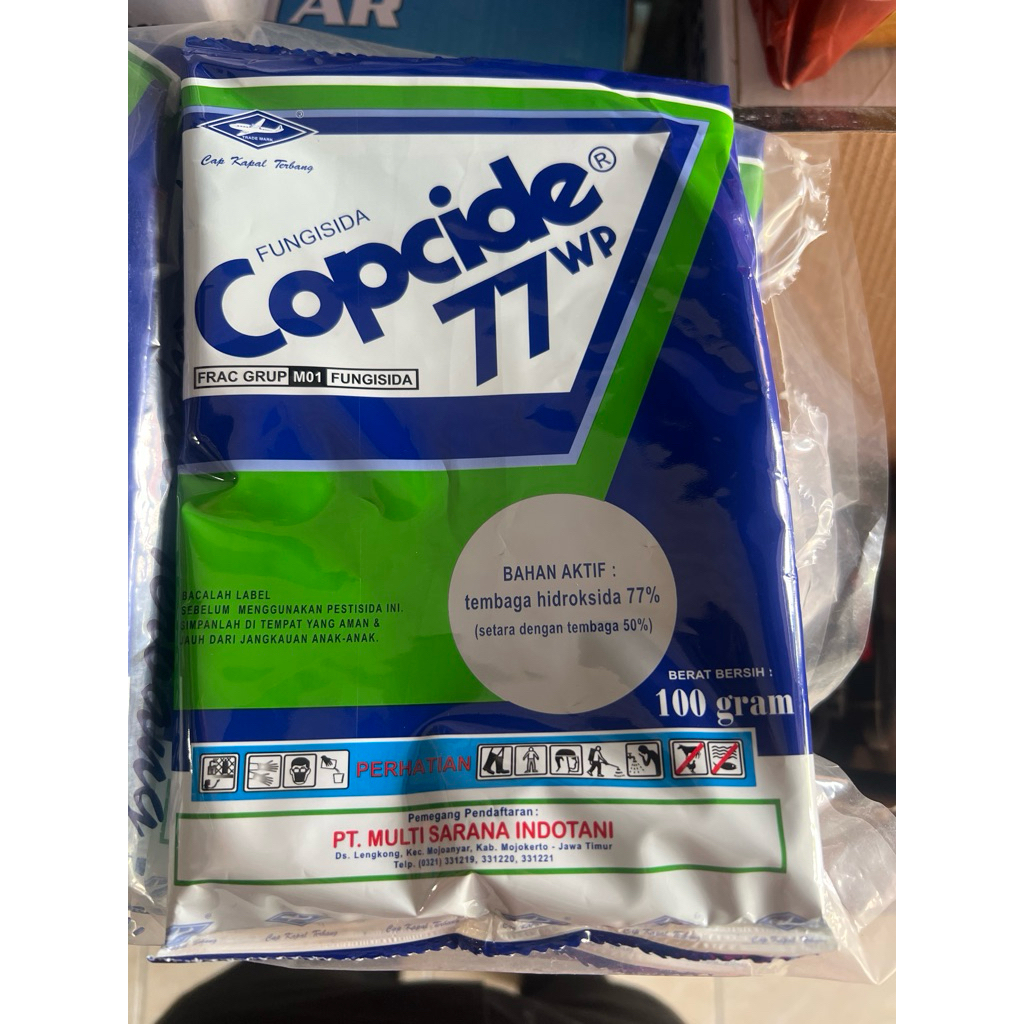 AR
TRADE MARK
®
Cap Kapal Terbang
FUNGISIDA
Copcide®
77 WP
FRAC GRUP M01 FUNGISIDA
BAHAN AKTIF :
tembaga hidroksida 77%
(setara dengan tembaga 50%)
BACALAH LABEL
SEBELUM MENGGUNAKAN PESTISIDA INI.
SIMPANLAH DI TEMPAT YANG AMAN &
JAUH DARI JANGKAUAN ANAK-ANAK.
BERAT BERSIH :
100 gram
PERHATIAN
Pemegang Pendaftaran :
PT. MULTI SARANA INDOTANI
Ds. Lengkong, Kec. Mojoanyar, Kab. Mojokerto - Jawa Timur
Telp. (0321) 331219, 331220, 331221
Cap Kapal Terbang